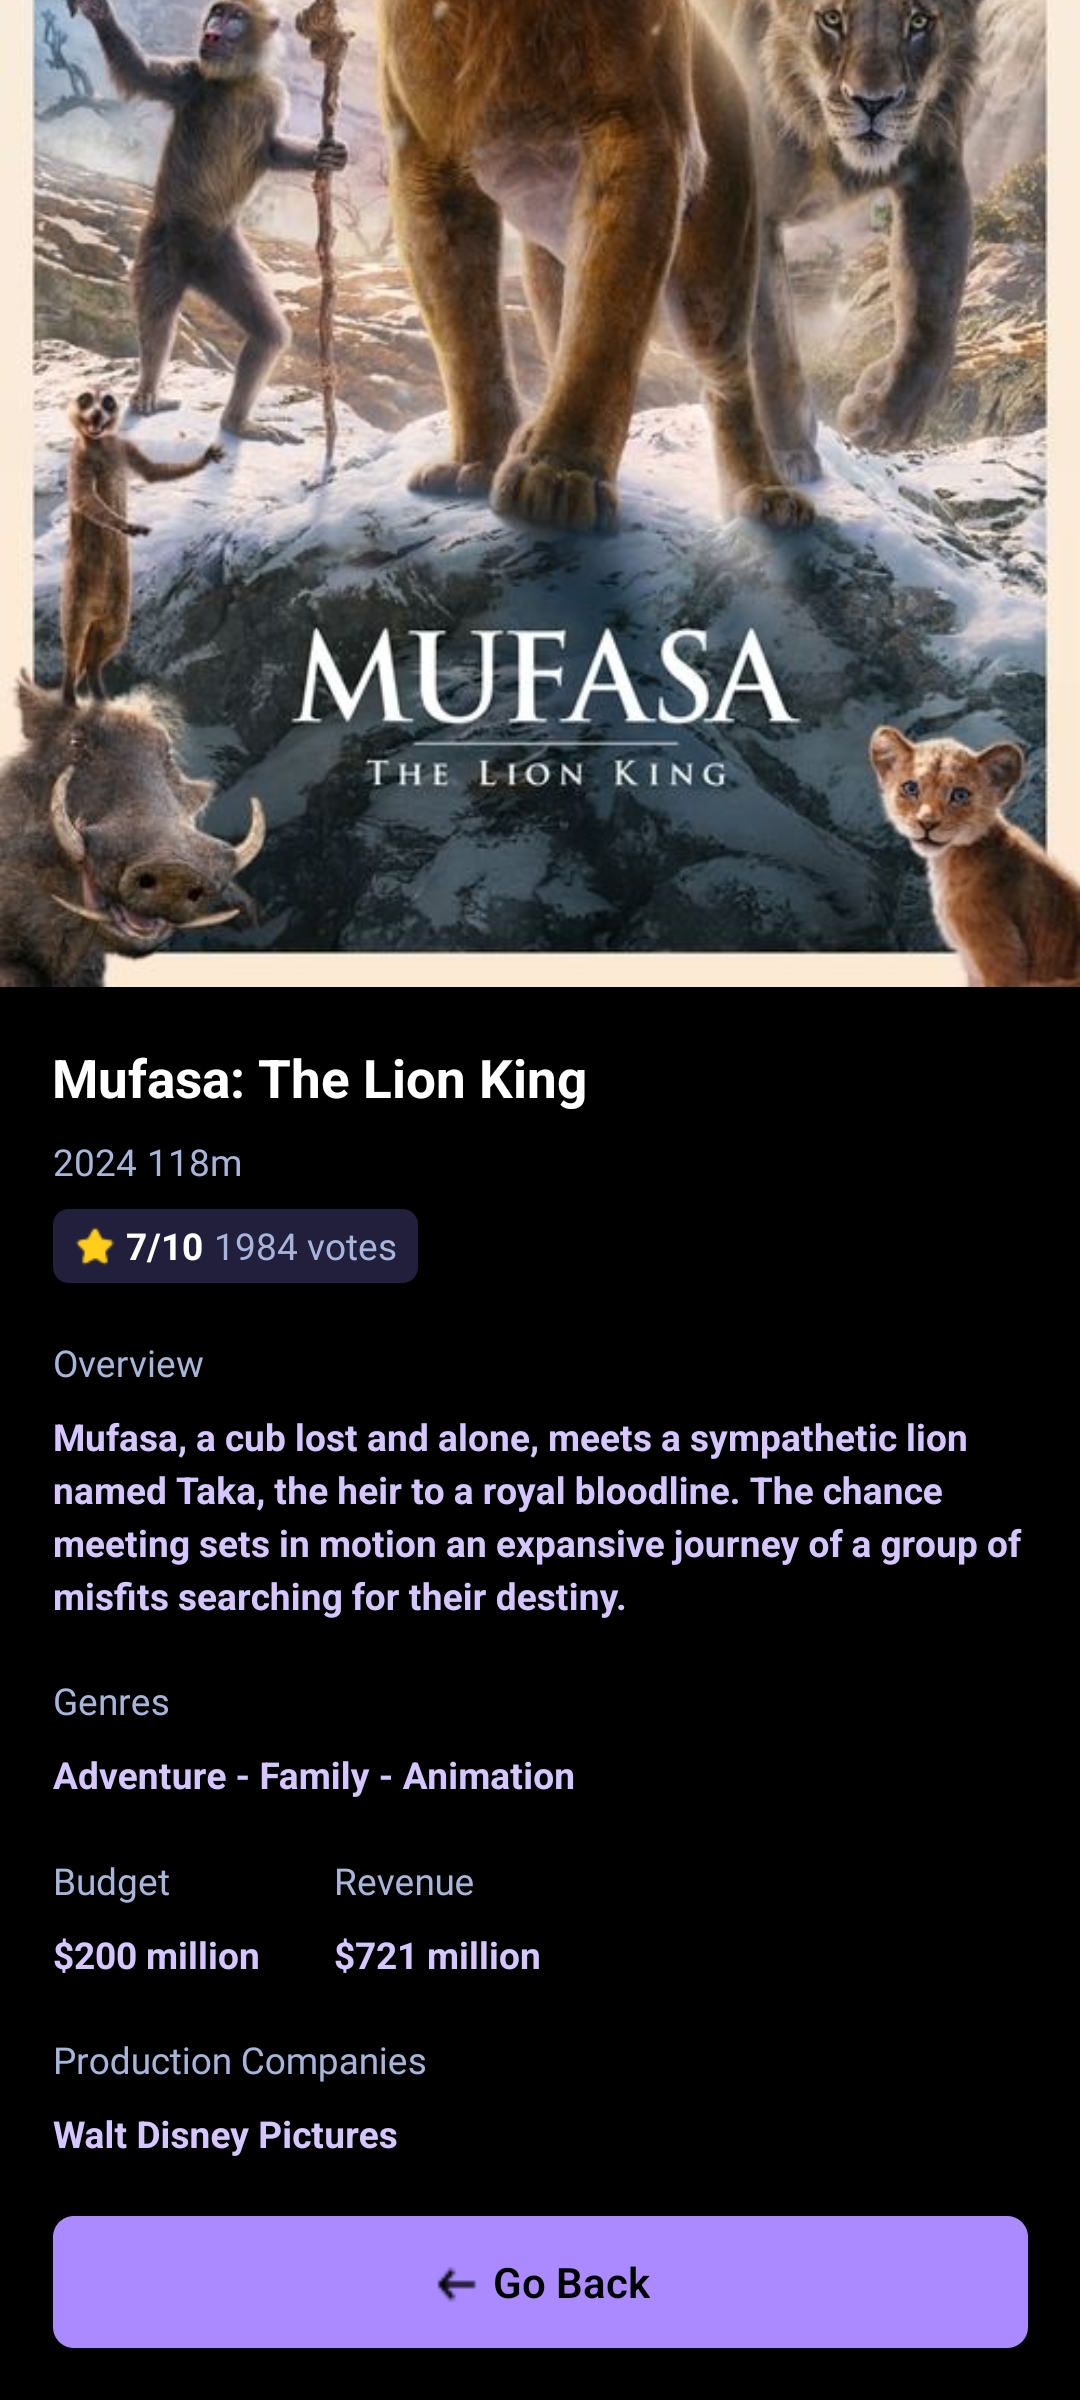 MUFASA
THE LION KING
Mufasa: The Lion King
2024 118m
7/10 1984 votes
Overview
Mufasa, a cub lost and alone, meets a sympathetic lion
named Taka, the heir to a royal bloodline. The chance
meeting sets in motion an expansive journey of a group of
misfits searching for their destiny.
Genres
Adventure - Family - Animation
Budget Revenue
$200 million $721 million
Production Companies
Walt Disney Pictures
Go Back